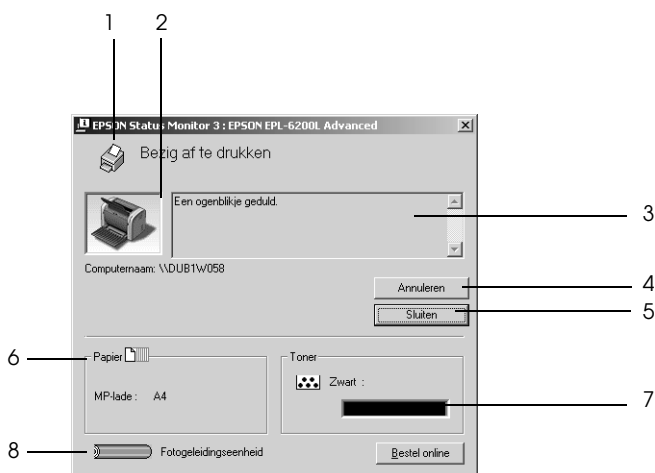 1 2
EPSON Status Monitor 3 : EPSON EPL-6200L Advanced
Bezig af te drukken
Een ogenblikje geduld.
3
Computernaam: \\DUB1W058
Annuleren
4
Sluiten
5
6
Papier
Toner
MP-lade : A4
Zwart :
7
8
Fotogeleidingseenheid
Bestel online